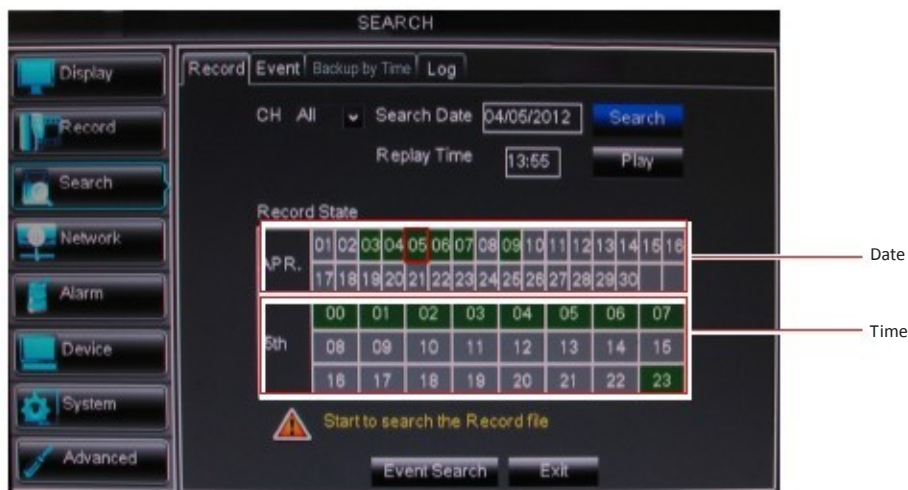 SEARCH
Display
Record
Search
Network
Alarm
Device
System
Advanced
Record Event Backup by Time Log
CH All Search Date 04/05/2012 Search
Replay Time 13:55 Play
Record State
APR. 01 02 03 04 05 06 07 08 09 10 11 12 13 14 15 16
17 18 19 20 21 22 23 24 25 26 27 28 29 30
00 01 02 03 04 05 06 07
5th 08 09 10 11 12 13 14 15
16 17 18 19 20 21 22 23
Start to search the Record file
Event Search Exit
Date
Time